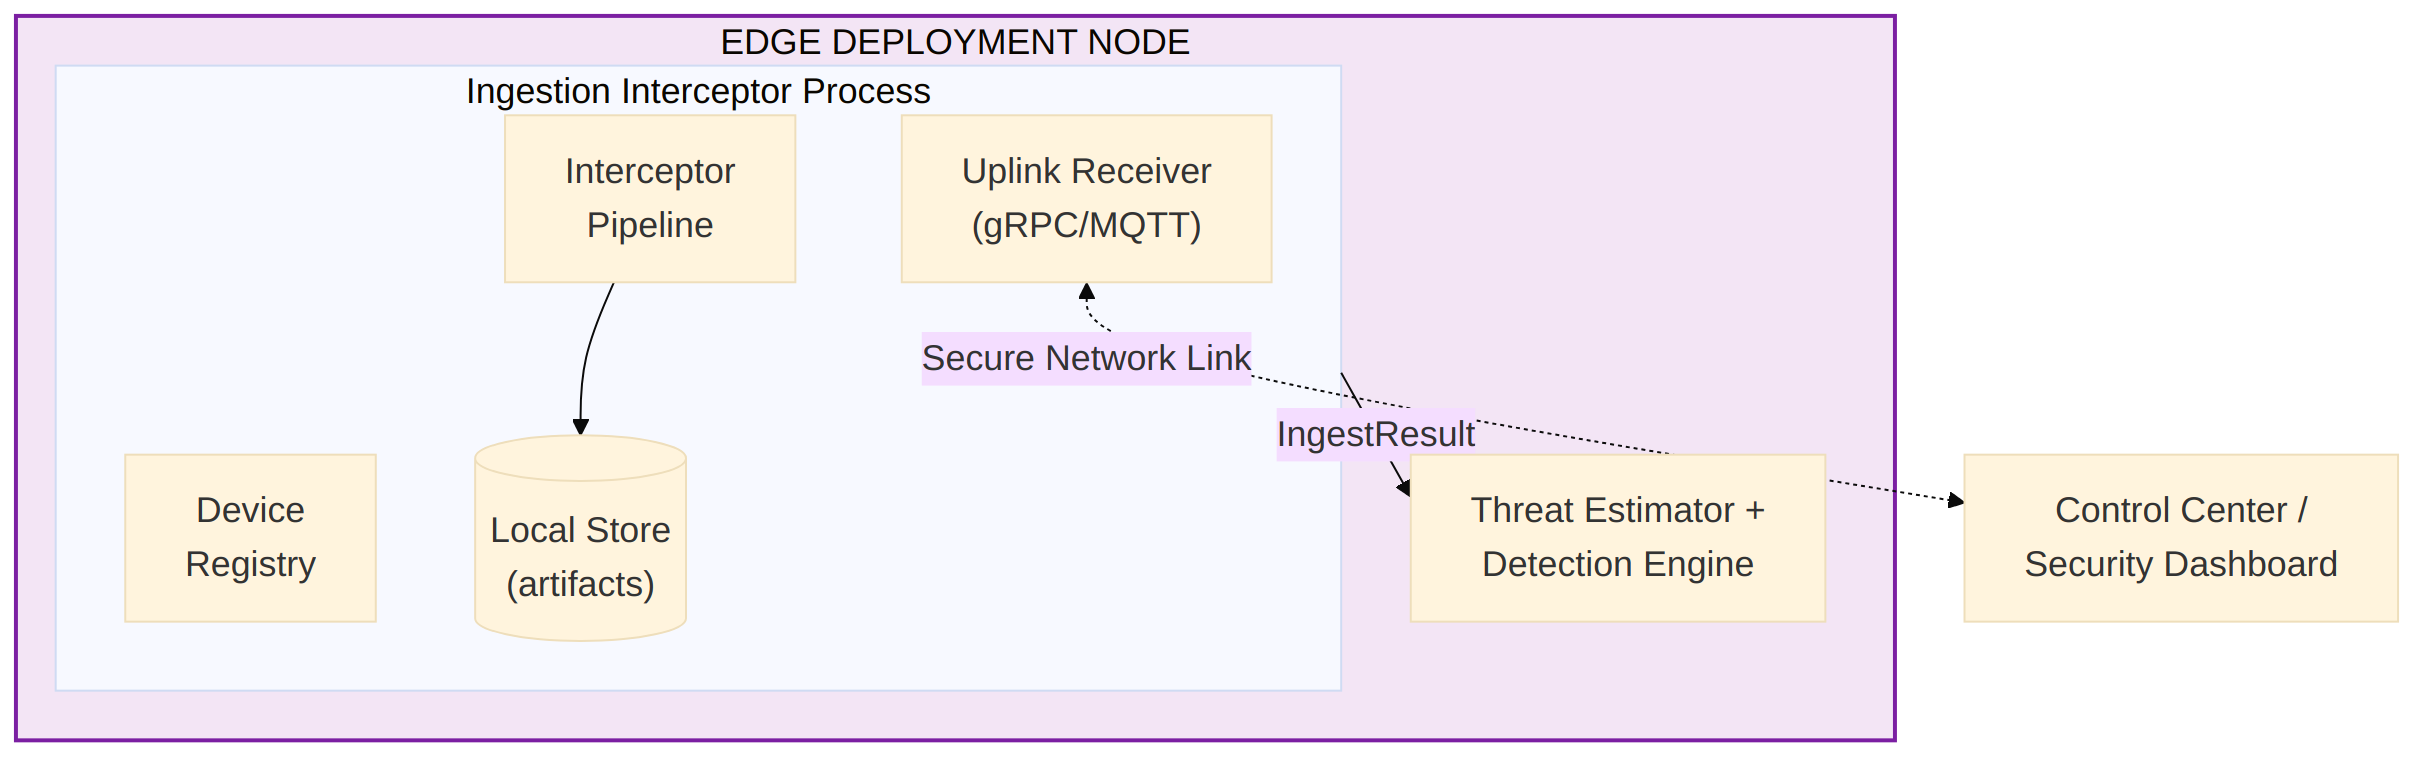 EDGE DEPLOYMENT NODE
Ingestion Interceptor Process
Interceptor
Pipeline
Uplink Receiver
(gRPC/MQTT)
Secure Network Link
IngestResult
Device
Registry
Local Store
(artifacts)
Threat Estimator +
Detection Engine
Control Center /
Security Dashboard